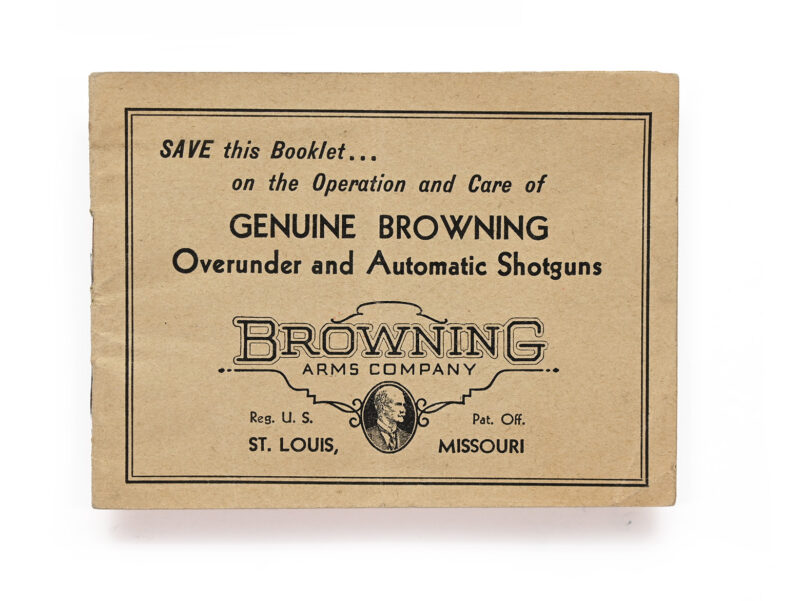 SAVE this Booklet...
on the Operation and Care of
GENUINE BROWNING
Overunder and Automatic Shotguns
BROWNING
ARMS COMPANY
Reg. U. S. Pat. Off.
ST. LOUIS, MISSOURI